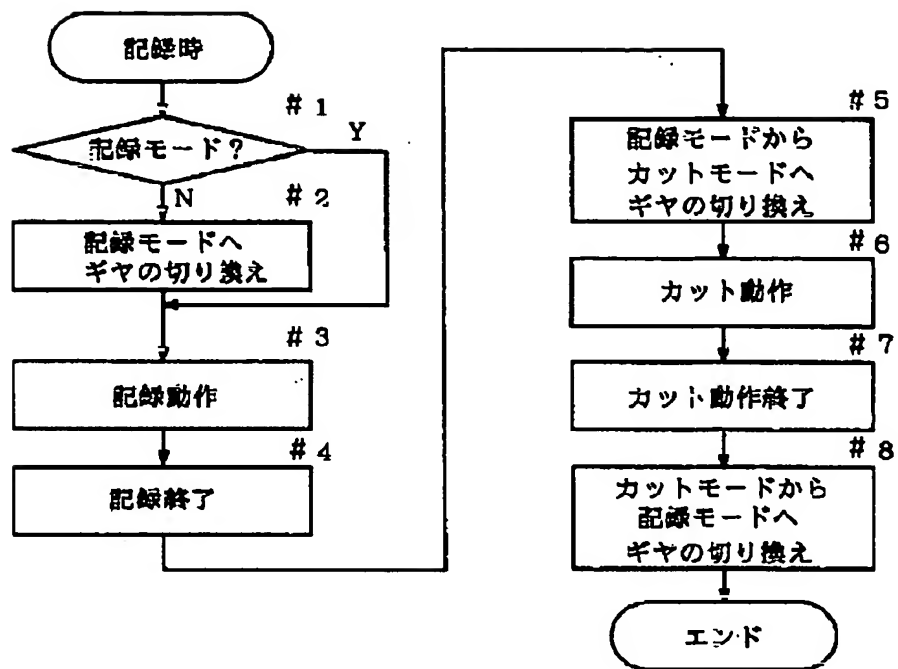 記録時
# 1
記録モード？
Y
N
# 2
記録モードへ
ギヤの切り換え
# 3
記録動作
# 4
記録終了
# 5
記録モードから
カットモードへ
ギヤの切り換え
# 6
カット動作
# 7
カット動作終了
# 8
カットモードから
記録モードへ
ギヤの切り換え
エンド